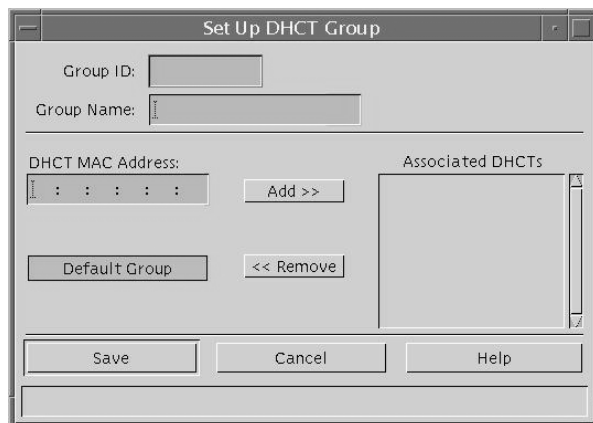 Set Up DHCT Group
Group ID:
Group Name:
DHCT MAC Address:
: : : : :
Add >>
Associated DHCTs
Default Group
<< Remove
Save
Cancel
Help